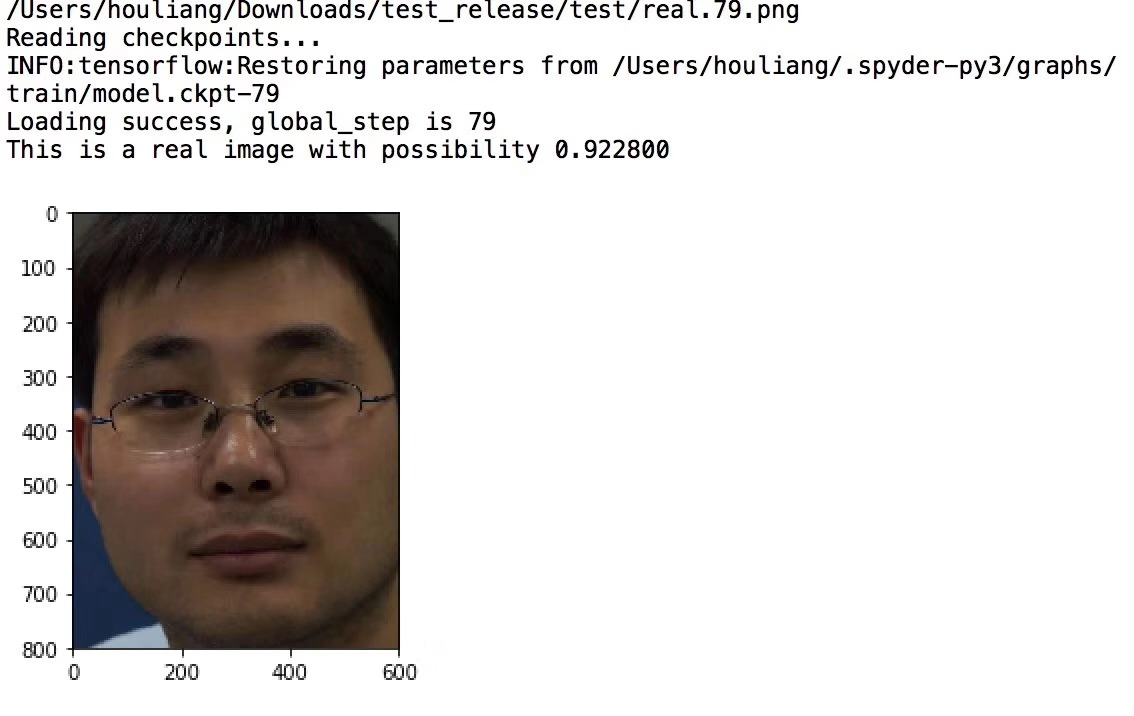 /Users/houliang/Downloads/test_release/test/real.79.png
Reading checkpoints...
INFO:tensorflow:Restoring parameters from /Users/houliang/.spyder-py3/graphs/
train/model.ckpt-79
Loading success, global_step is 79
This is a real image with possibility 0.922800
0
100
200
300
400
500
600
700
800
0 200 400 600